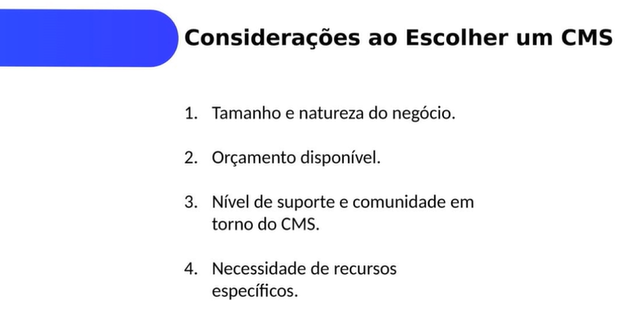 Considerações ao Escolher um CMS
1. Tamanho e natureza do negócio.
2. Orçamento disponível.
3. Nível de suporte e comunidade em
torno do CMS.
4. Necessidade de recursos
específicos.